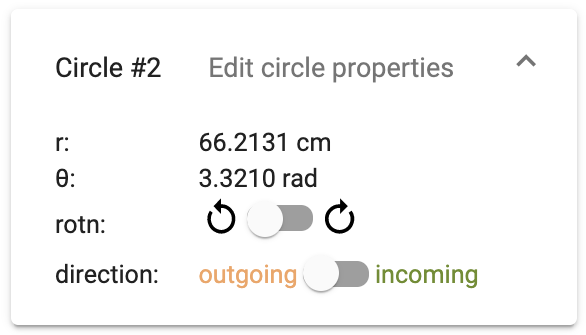 Circle #2 Edit circle properties
r: 66.2131 cm
θ: 3.3210 rad
rotn:
direction: outgoing incoming